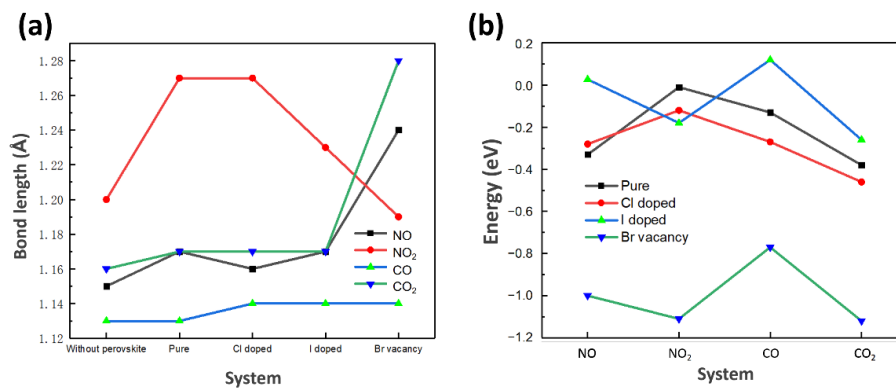 (a)
Bond length (Å)
1.28
1.26
1.24
1.22
1.20
1.18
1.16
1.14
1.12
NO
NO₂
CO
CO₂
Without perovskite Pure Cl doped I doped Br vacancy
System
(b)
Energy (eV)
0.2
0.0
−0.2
−0.4
−0.6
−0.8
−1.0
−1.2
Pure
Cl doped
I doped
Br vacancy
NO NO₂ CO CO₂
System